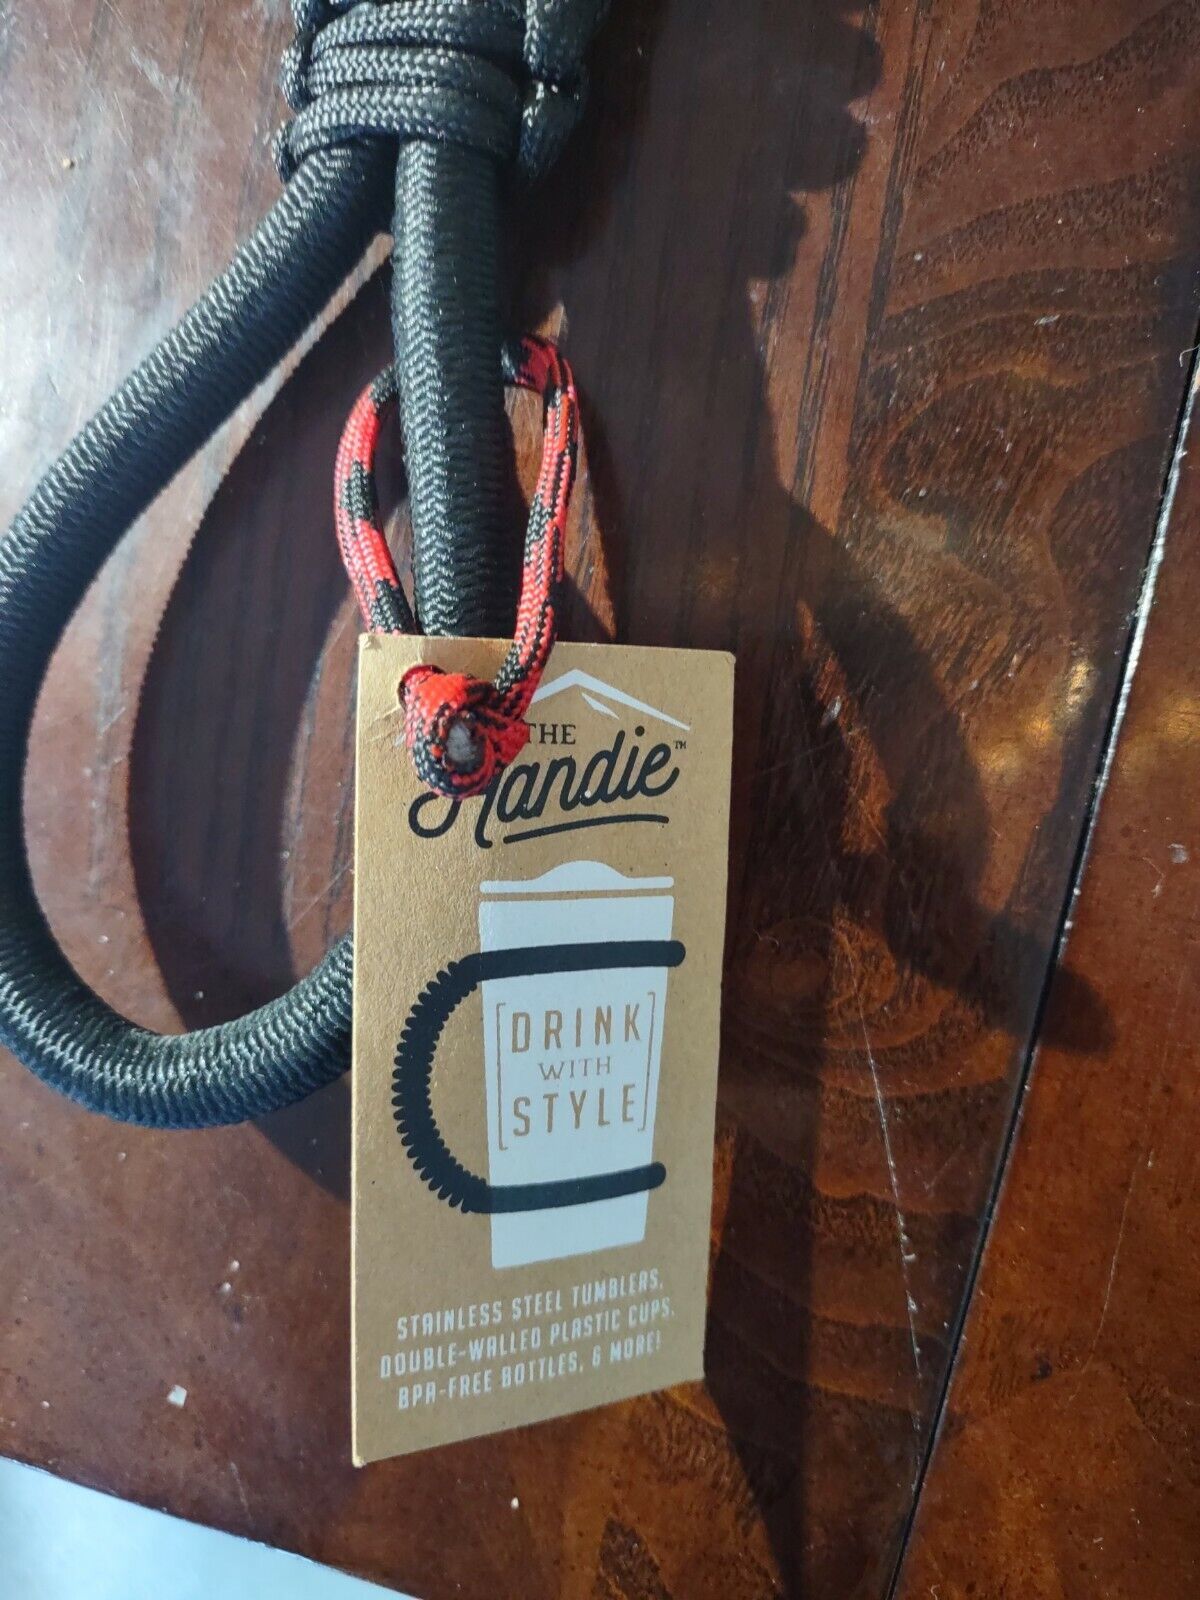 THE
Handie™
[DRINK
WITH
STYLE]
STAINLESS STEEL TUMBLERS,
DOUBLE-WALLED PLASTIC CUPS,
BPA-FREE BOTTLES, & MORE!